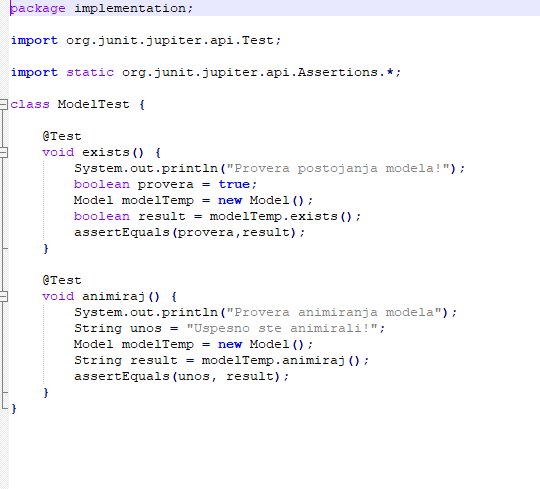 package implementation;
import org.junit.jupiter.api.Test;
import static org.junit.jupiter.api.Assertions.*;
class ModelTest {
@Test
void exists() {
System.out.println("Provera postojanja modela!");
boolean provera = true;
Model modelTemp = new Model();
boolean result = modelTemp.exists();
assertEquals(provera,result);
}
@Test
void animiraj() {
System.out.println("Provera animiranja modela");
String unos = "Uspesno ste animirali!";
Model modelTemp = new Model();
String result = modelTemp.animiraj();
assertEquals(unos, result);
}
}